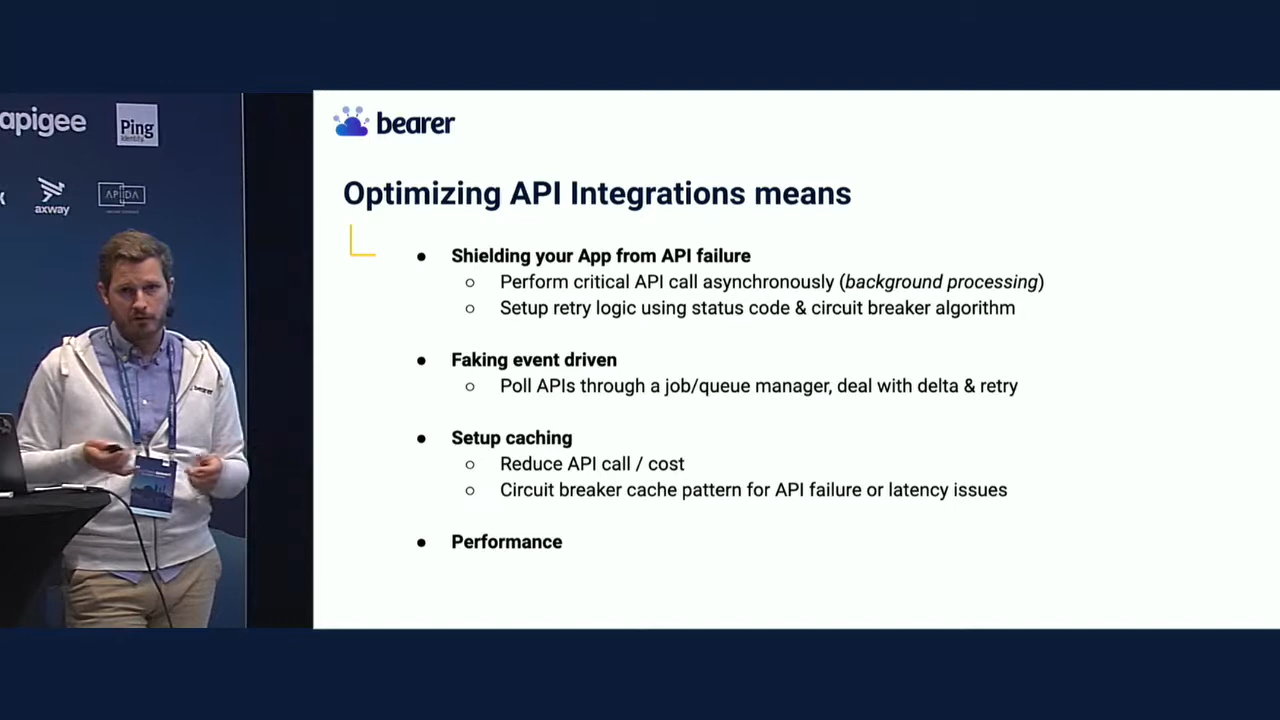 apigee
Ping
Identity
axway
APIDA
bearer
bearer
Optimizing API Integrations means
● Shielding your App from API failure
○ Perform critical API call asynchronously (background processing)
○ Setup retry logic using status code & circuit breaker algorithm
● Faking event driven
○ Poll APIs through a job/queue manager, deal with delta & retry
● Setup caching
○ Reduce API call / cost
○ Circuit breaker cache pattern for API failure or latency issues
● Performance